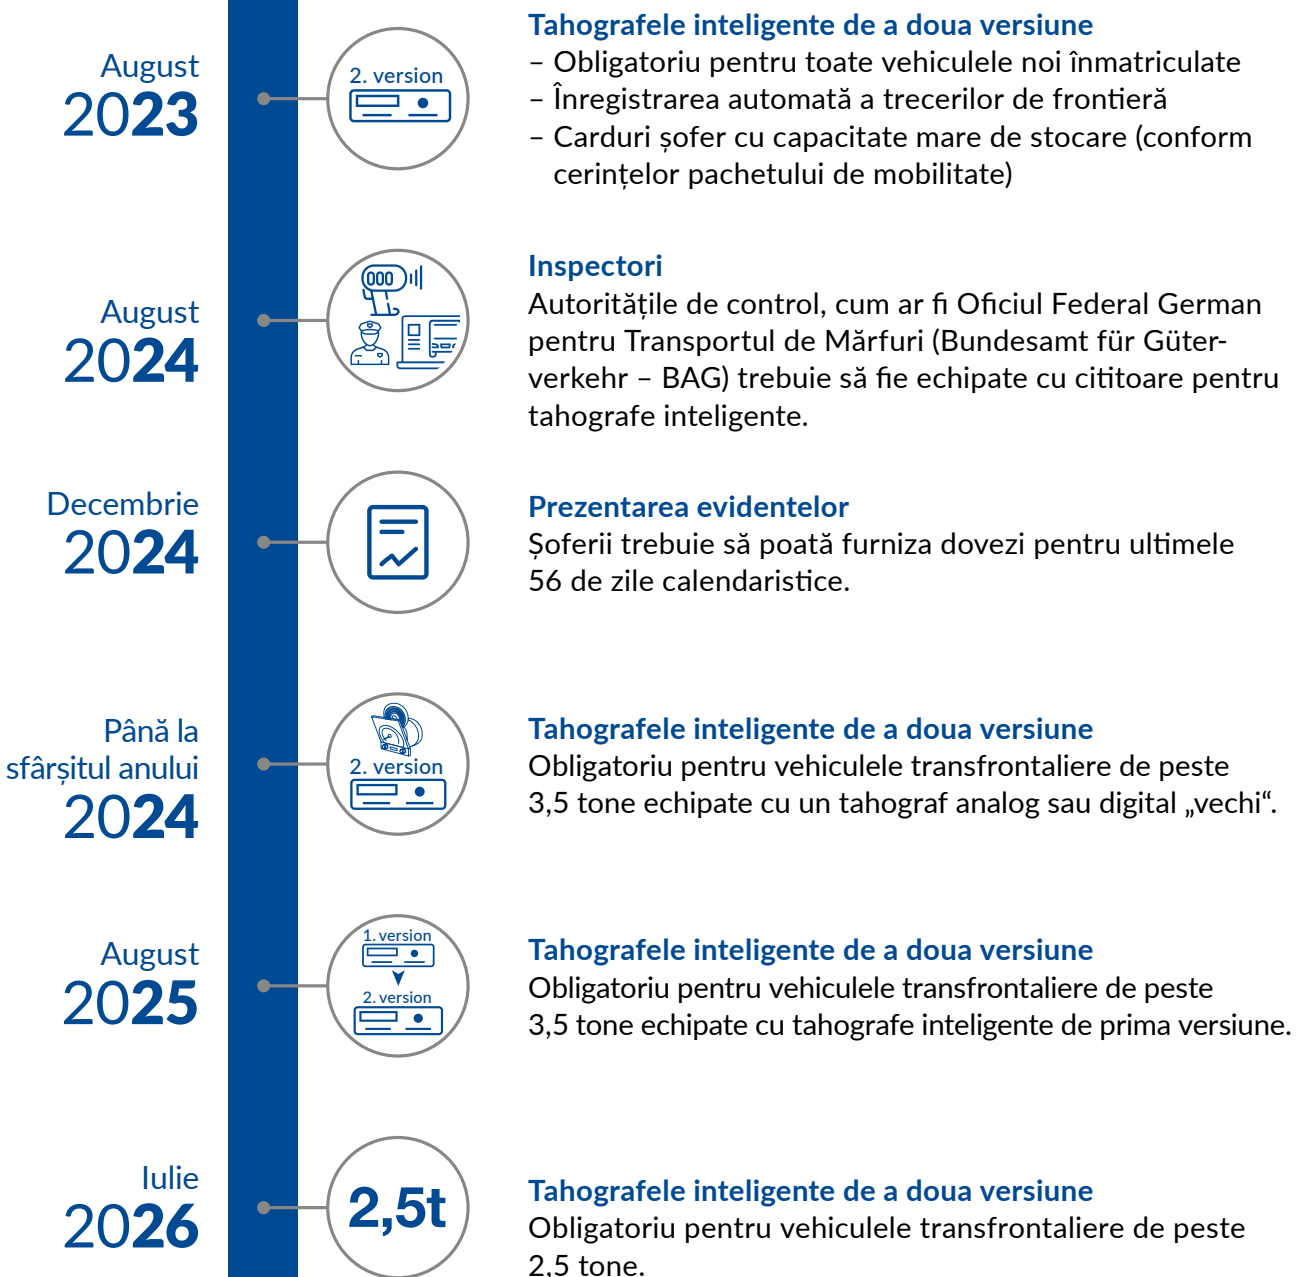 August
2023
2. version
Tahografele inteligente de a doua versiune
– Obligatoriu pentru toate vehiculele noi înmatriculate
– Înregistrarea automată a trecerilor de frontieră
– Carduri șofer cu capacitate mare de stocare (conform
cerințelor pachetului de mobilitate)
August
2024
000
Inspectori
Autoritățile de control, cum ar fi Oficiul Federal German
pentru Transportul de Mărfuri (Bundesamt für Güter-
verkehr – BAG) trebuie să fie echipate cu cititoare pentru
tahografe inteligente.
Decembrie
2024
Prezentarea evidentelor
Șoferii trebuie să poată furniza dovezi pentru ultimele
56 de zile calendaristice.
Până la
sfârșitul anului
2024
2. version
Tahografele inteligente de a doua versiune
Obligatoriu pentru vehiculele transfrontaliere de peste
3,5 tone echipate cu un tahograf analog sau digital „vechi“.
August
2025
1. version
2. version
Tahografele inteligente de a doua versiune
Obligatoriu pentru vehiculele transfrontaliere de peste
3,5 tone echipate cu tahografe inteligente de prima versiune.
Iulie
2026
2,5t
Tahografele inteligente de a doua versiune
Obligatoriu pentru vehiculele transfrontaliere de peste
2,5 tone.